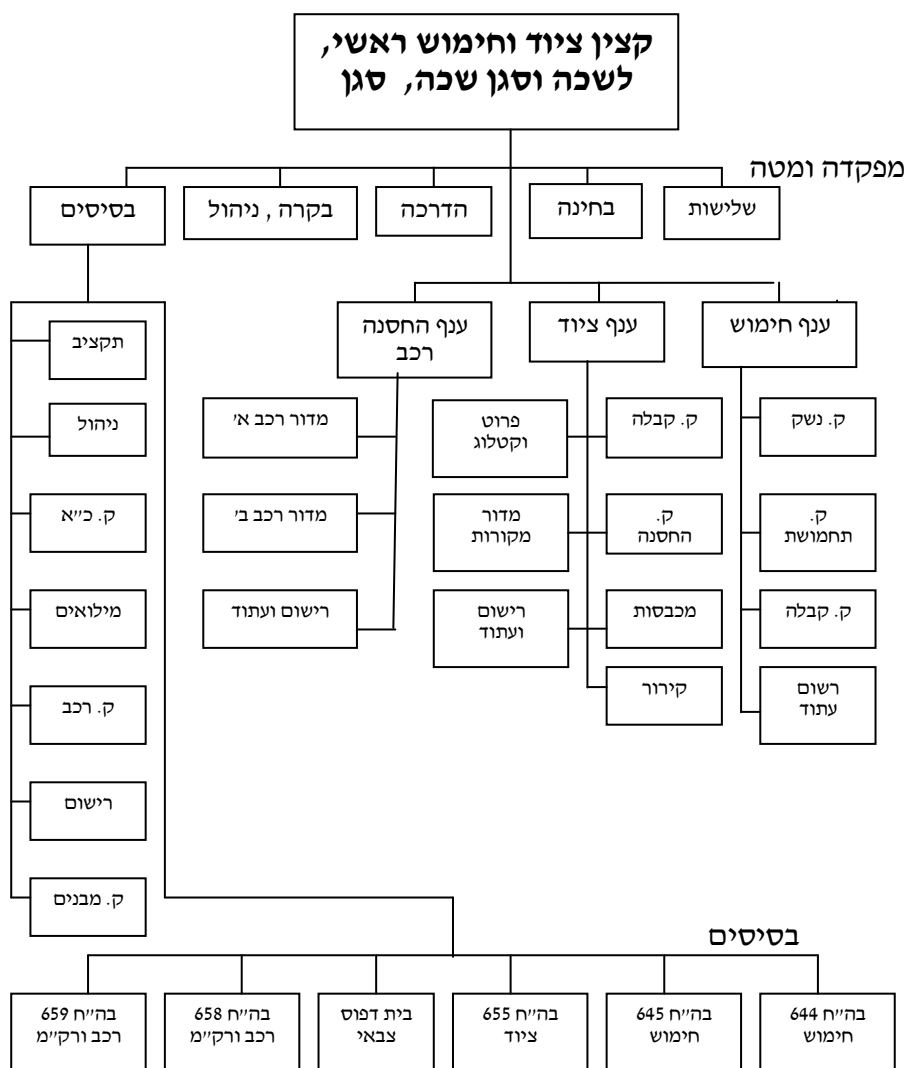 קצין ציוד וחימוש ראשי,
לשכה וסגן שכה, סגן
מפקדה ומטה
שלישות
בחינה
הדרכה
בקרה , ניהול
בסיסים
ענף חימוש
ענף ציוד
ענף החסנה
רכב
ק. נשק
ק.
תחמושת
ק. קבלה
רשום
עתוד
ק. קבלה
ק.
החסנה
מכבסות
קירור
פרוט
וקטלוג
מדור
מקורות
רישום
ועתוד
מדור רכב א׳
מדור רכב ב׳
רישום ועתוד
תקציב
ניהול
ק. כ״א
מילואים
ק. רכב
רישום
ק. מבנים
בסיסים
בה״ח 644
חימוש
בה״ח 645
חימוש
בה״ח 655
ציוד
בית דפוס
צבאי
בה״ח 658
רכב ורק״מ
בה״ח 659
רכב ורק״מ